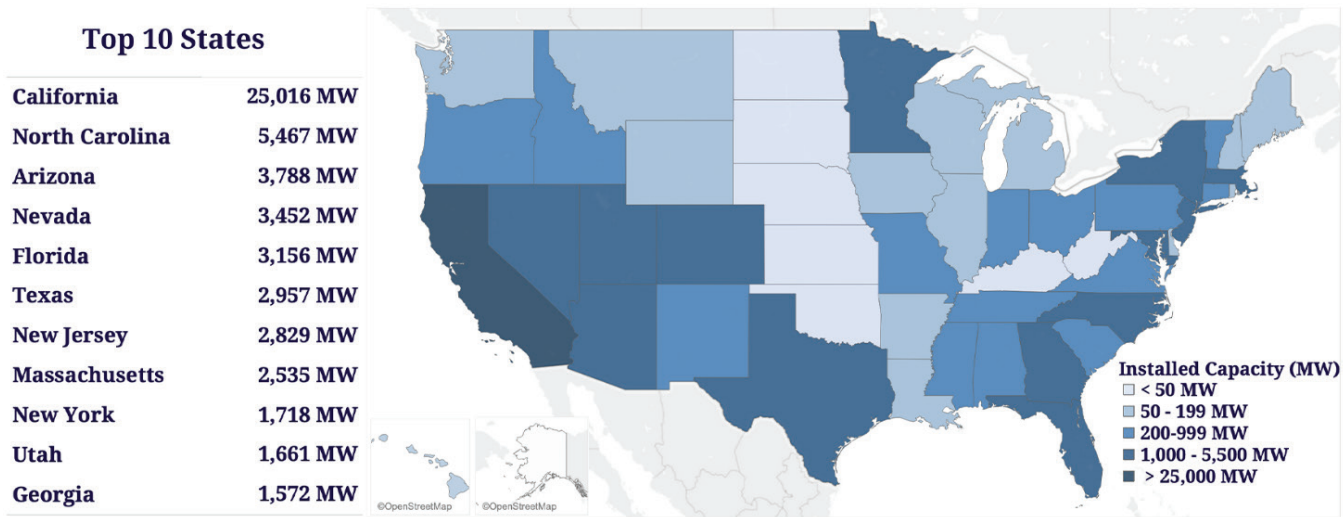 Top 10 States
California 25,016 MW
North Carolina 5,467 MW
Arizona 3,788 MW
Nevada 3,452 MW
Florida 3,156 MW
Texas 2,957 MW
New Jersey 2,829 MW
Massachusetts 2,535 MW
New York 1,718 MW
Utah 1,661 MW
Georgia 1,572 MW
Installed Capacity (MW)
< 50 MW
50 - 199 MW
200-999 MW
1,000 - 5,500 MW
> 25,000 MW
©OpenStreetMap
©OpenStreetMap